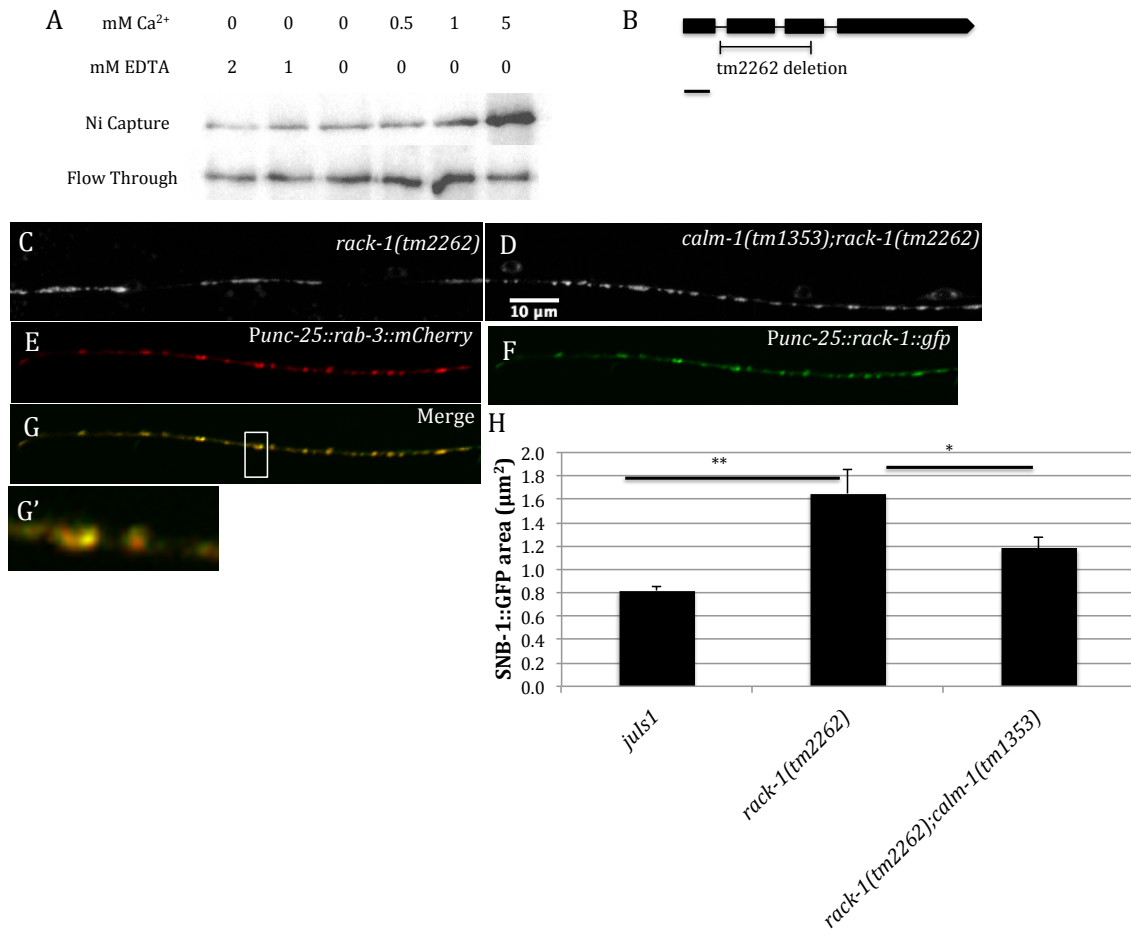 A
mM Ca²⁺ 0 0 0 0.5 1 5
mM EDTA 2 1 0 0 0 0
Ni Capture
Flow Through
B
tm2262 deletion
C
rack-1(tm2262)
D
calm-1(tm1353);rack-1(tm2262)
10 µm
E
Punc-25::rab-3::mCherry
F
Punc-25::rack-1::gfp
G
Merge
G'
H
SNB-1::GFP area (µm²)
2.0
1.8
1.6
1.4
1.2
1.0
0.8
0.6
0.4
0.2
0.0
**
*
juIs1
rack-1(tm2262)
rack-1(tm2262);calm-1(tm1353)